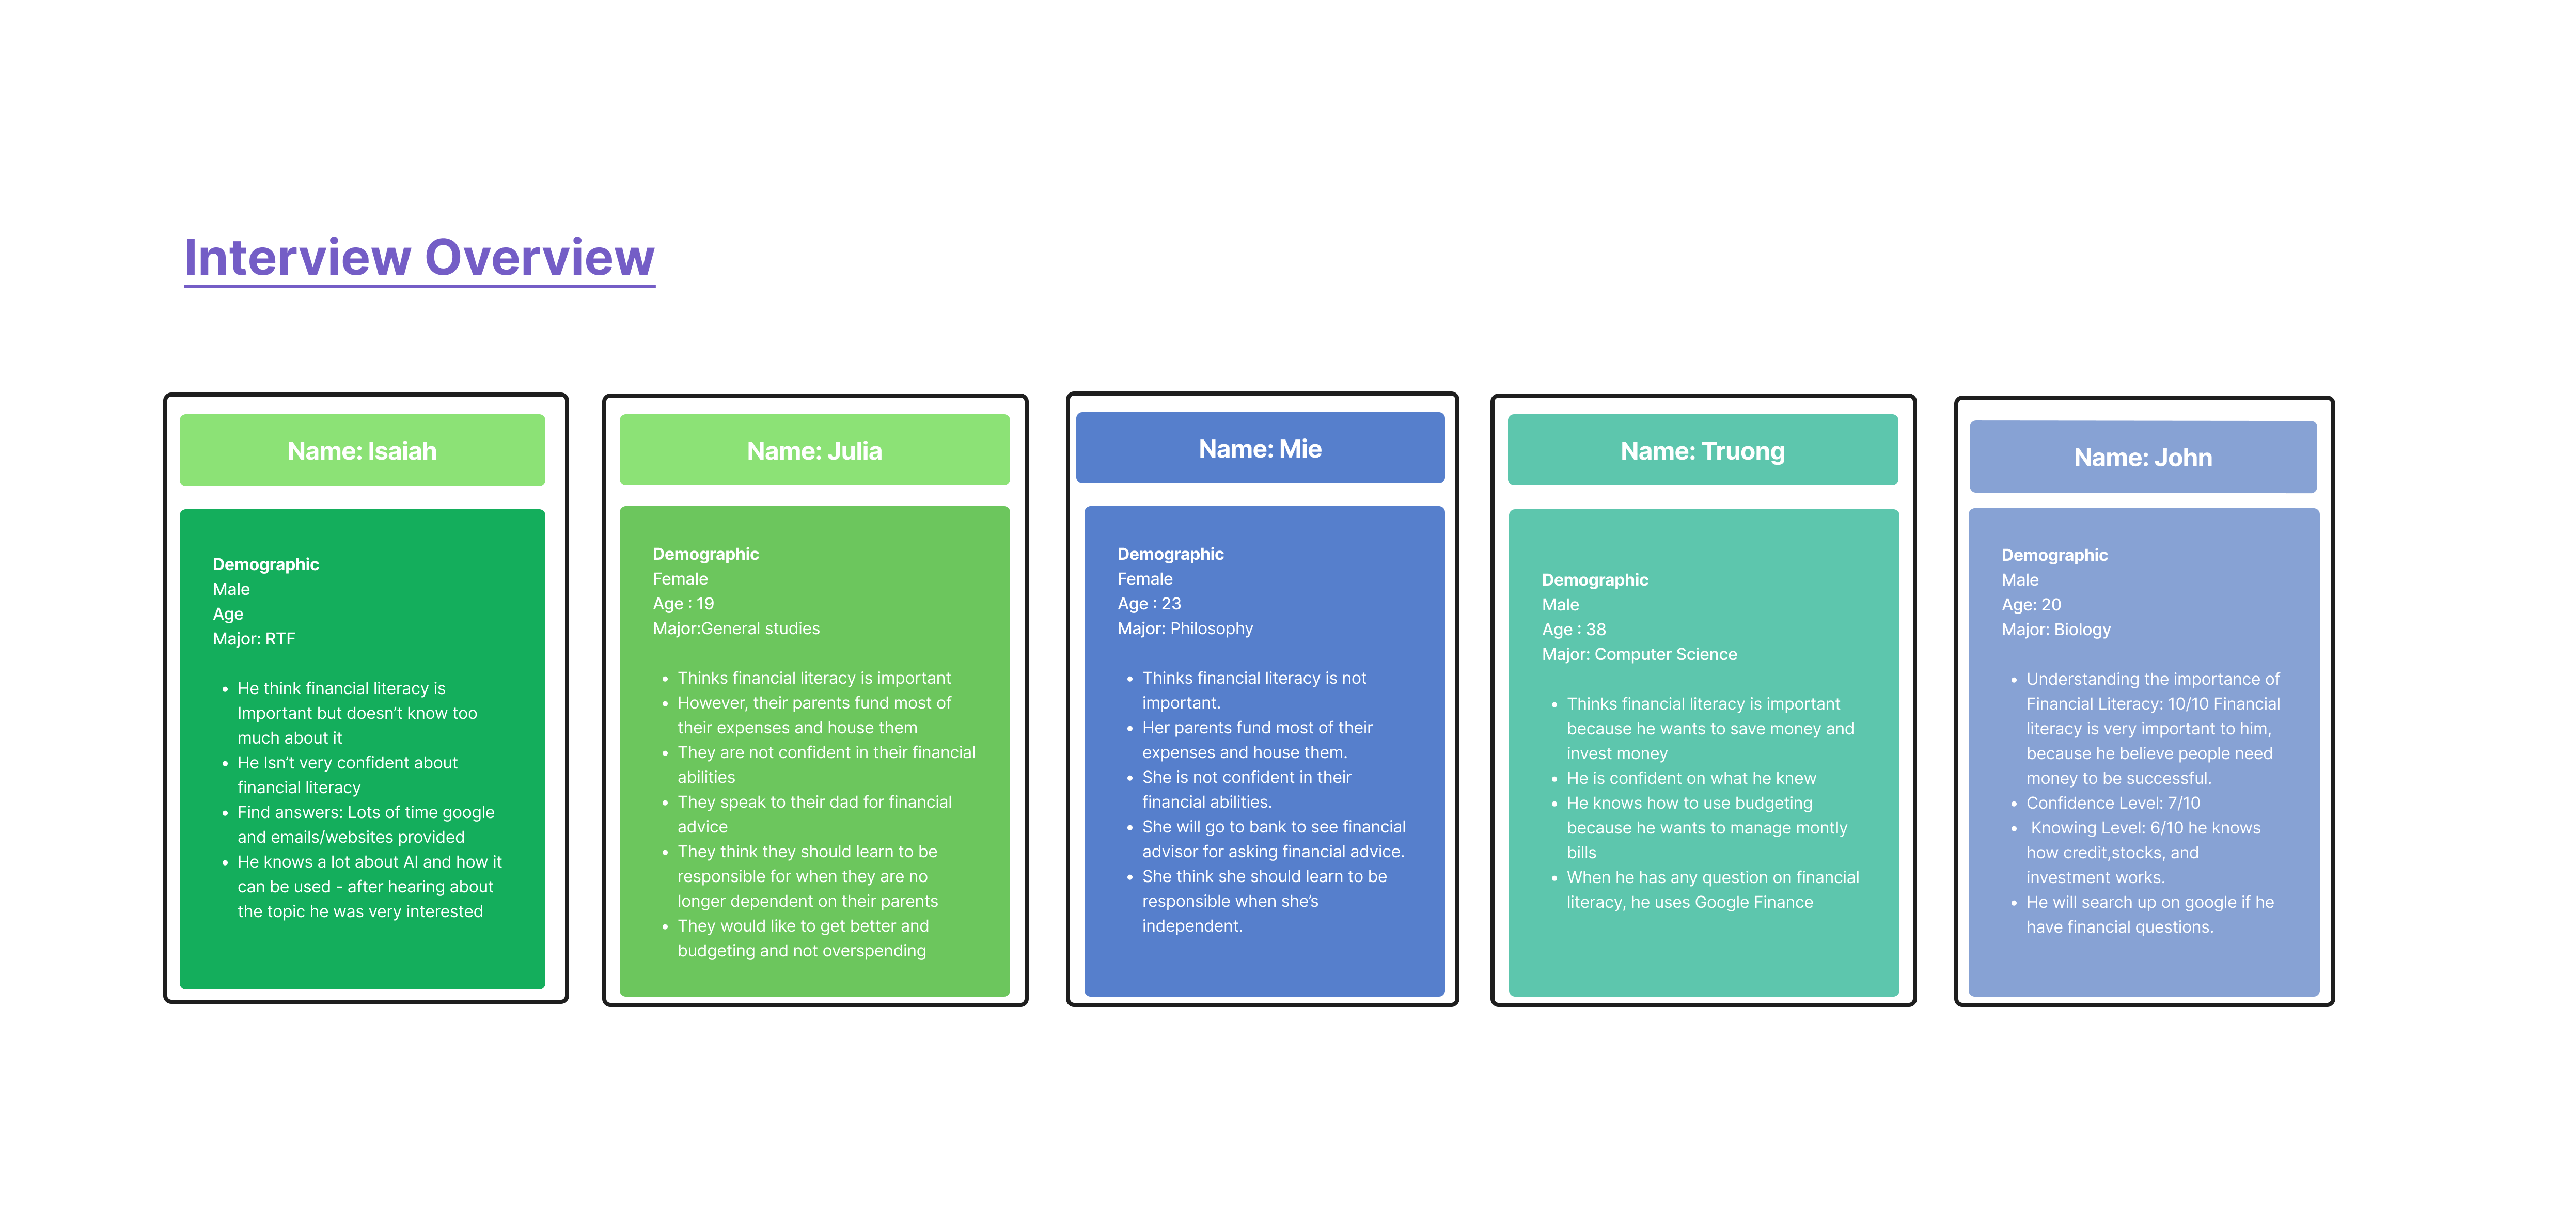 Interview Overview
Name: Isaiah
Demographic
Male
Age
Major: RTF
• He think financial literacy is
Important but doesn't know too
much about it
• He Isn't very confident about
financial literacy
• Find answers: Lots of time google
and emails/websites provided
• He knows a lot about AI and how it
can be used - after hearing about
the topic he was very interested
Name: Julia
Demographic
Female
Age : 19
Major:General studies
• Thinks financial literacy is important
• However, their parents fund most of
their expenses and house them
• They are not confident in their financial
abilities
• They speak to their dad for financial
advice
• They think they should learn to be
responsible for when they are no
longer dependent on their parents
• They would like to get better and
budgeting and not overspending
Name: Mie
Demographic
Female
Age : 23
Major: Philosophy
• Thinks financial literacy is not
important.
• Her parents fund most of their
expenses and house them.
• She is not confident in their
financial abilities.
• She will go to bank to see financial
advisor for asking financial advice.
• She think she should learn to be
responsible when she's
independent.
Name: Truong
Demographic
Male
Age : 38
Major: Computer Science
• Thinks financial literacy is important
because he wants to save money and
invest money
• He is confident on what he knew
• He knows how to use budgeting
because he wants to manage montly
bills
• When he has any question on financial
literacy, he uses Google Finance
Name: John
Demographic
Male
Age: 20
Major: Biology
• Understanding the importance of
Financial Literacy: 10/10 Financial
literacy is very important to him,
because he believe people need
money to be successful.
• Confidence Level: 7/10
• Knowing Level: 6/10 he knows
how credit,stocks, and
investment works.
• He will search up on google if he
have financial questions.